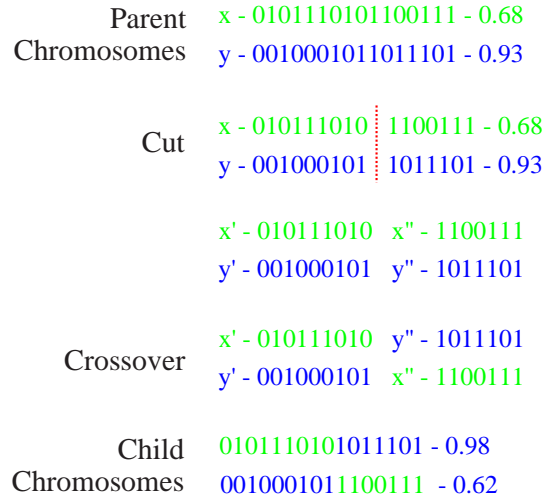 Parent x - 0101110101100111 - 0.68
Chromosomes y - 0010001011011101 - 0.93
Cut
x - 010111010 1100111 - 0.68
y - 001000101 1011101 - 0.93
x' - 010111010 x" - 1100111
y' - 001000101 y" - 1011101
Crossover
x' - 010111010 y" - 1011101
y' - 001000101 x" - 1100111
Child 0101110101011101 - 0.98
Chromosomes 0010001011100111 - 0.62